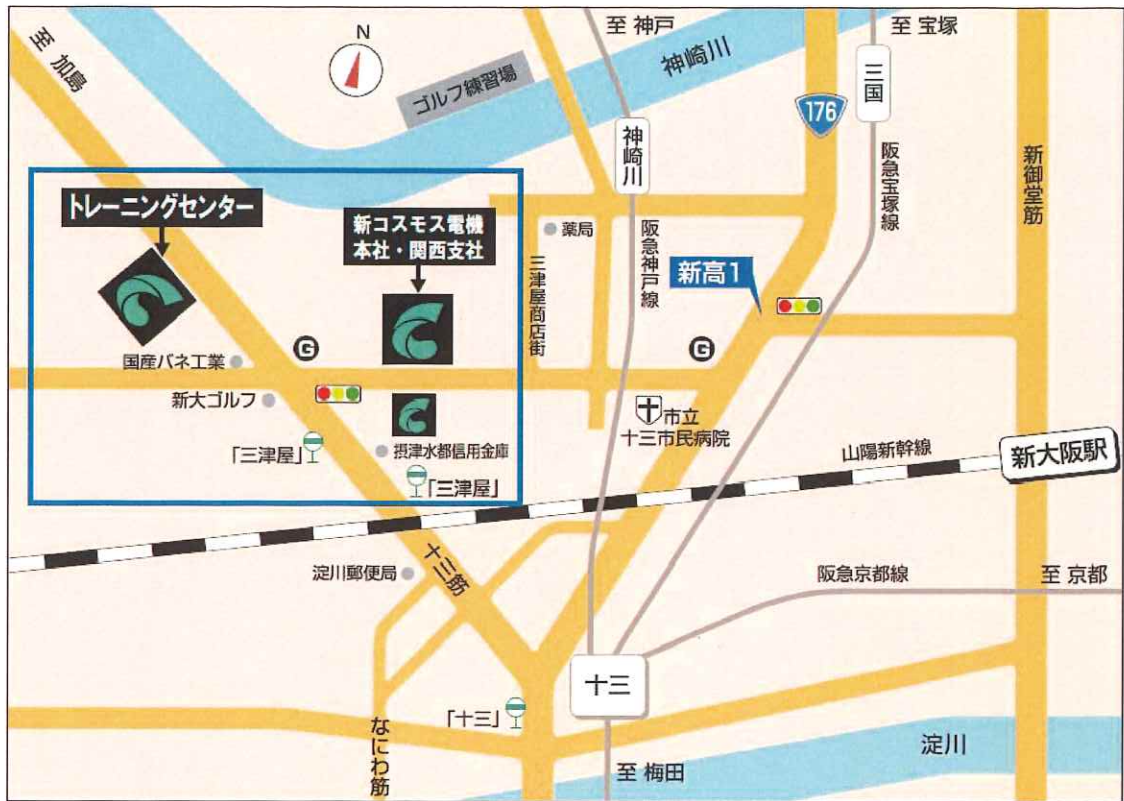 至 加島
N
至 神戸
神崎川
至 宝塚
三国
ゴルフ練習場
176
神崎川
阪急宝塚線
新御堂筋
トレーニングセンター
新コスモス電機
本社・関西支社
薬局
三津屋商店街
阪急神戸線
新高1
国産バネ工業
G
G
新大ゴルフ
市立
十三市民病院
「三津屋」
摂津水都信用金庫
「三津屋」
山陽新幹線
新大阪駅
淀川郵便局
十三筋
阪急京都線
至 京都
十三
「十三」
なにわ筋
淀川
至 梅田